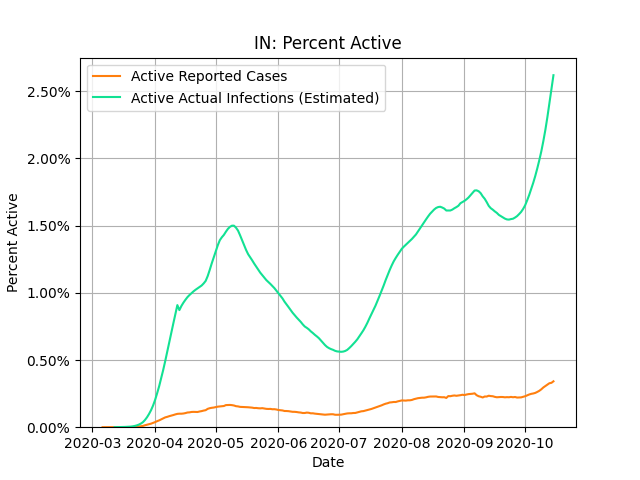 IN: Percent Active
Active Reported Cases
Active Actual Infections (Estimated)
Percent Active
2.50%
2.00%
1.50%
1.00%
0.50%
0.00%
2020-03 2020-04 2020-05 2020-06 2020-07 2020-08 2020-09 2020-10
Date